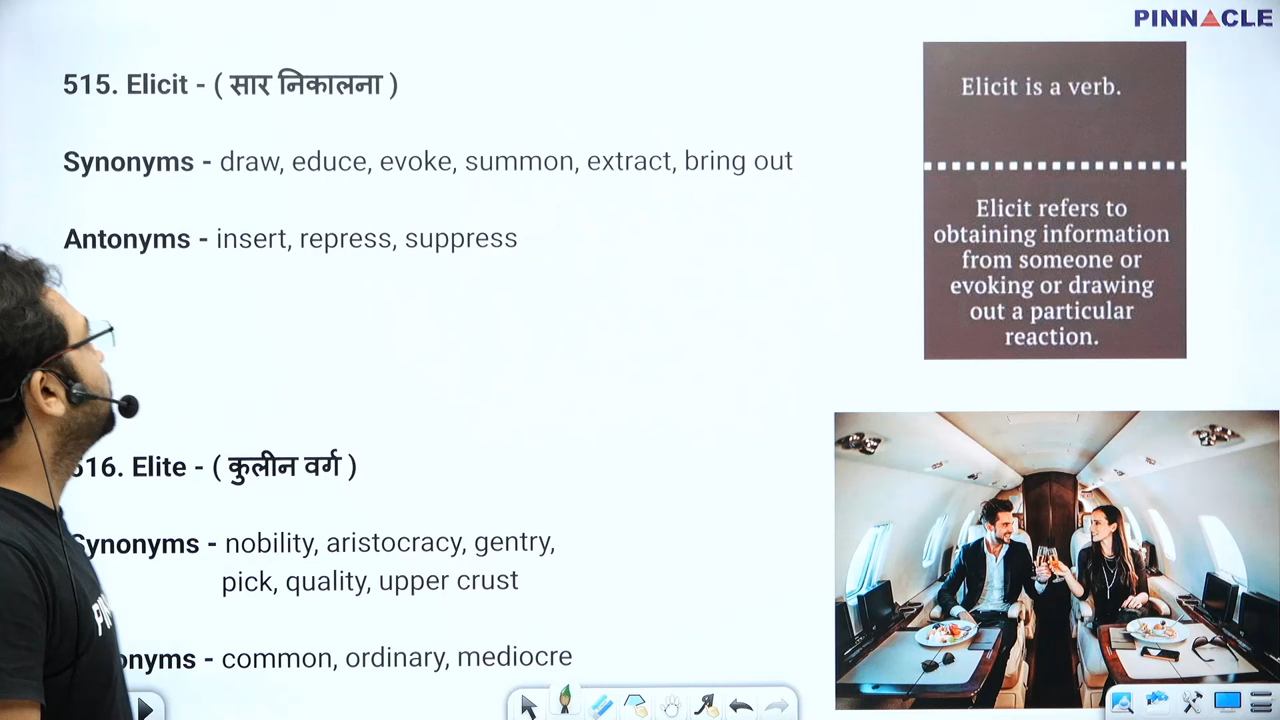 PINNACLE
515. Elicit - ( सार निकालना )
Synonyms - draw, educe, evoke, summon, extract, bring out
Antonyms - insert, repress, suppress
Elicit is a verb.
Elicit refers to
obtaining information
from someone or
evoking or drawing
out a particular
reaction.
516. Elite - ( कुलीन वर्ग )
Synonyms - nobility, aristocracy, gentry,
pick, quality, upper crust
onyms - common, ordinary, mediocre